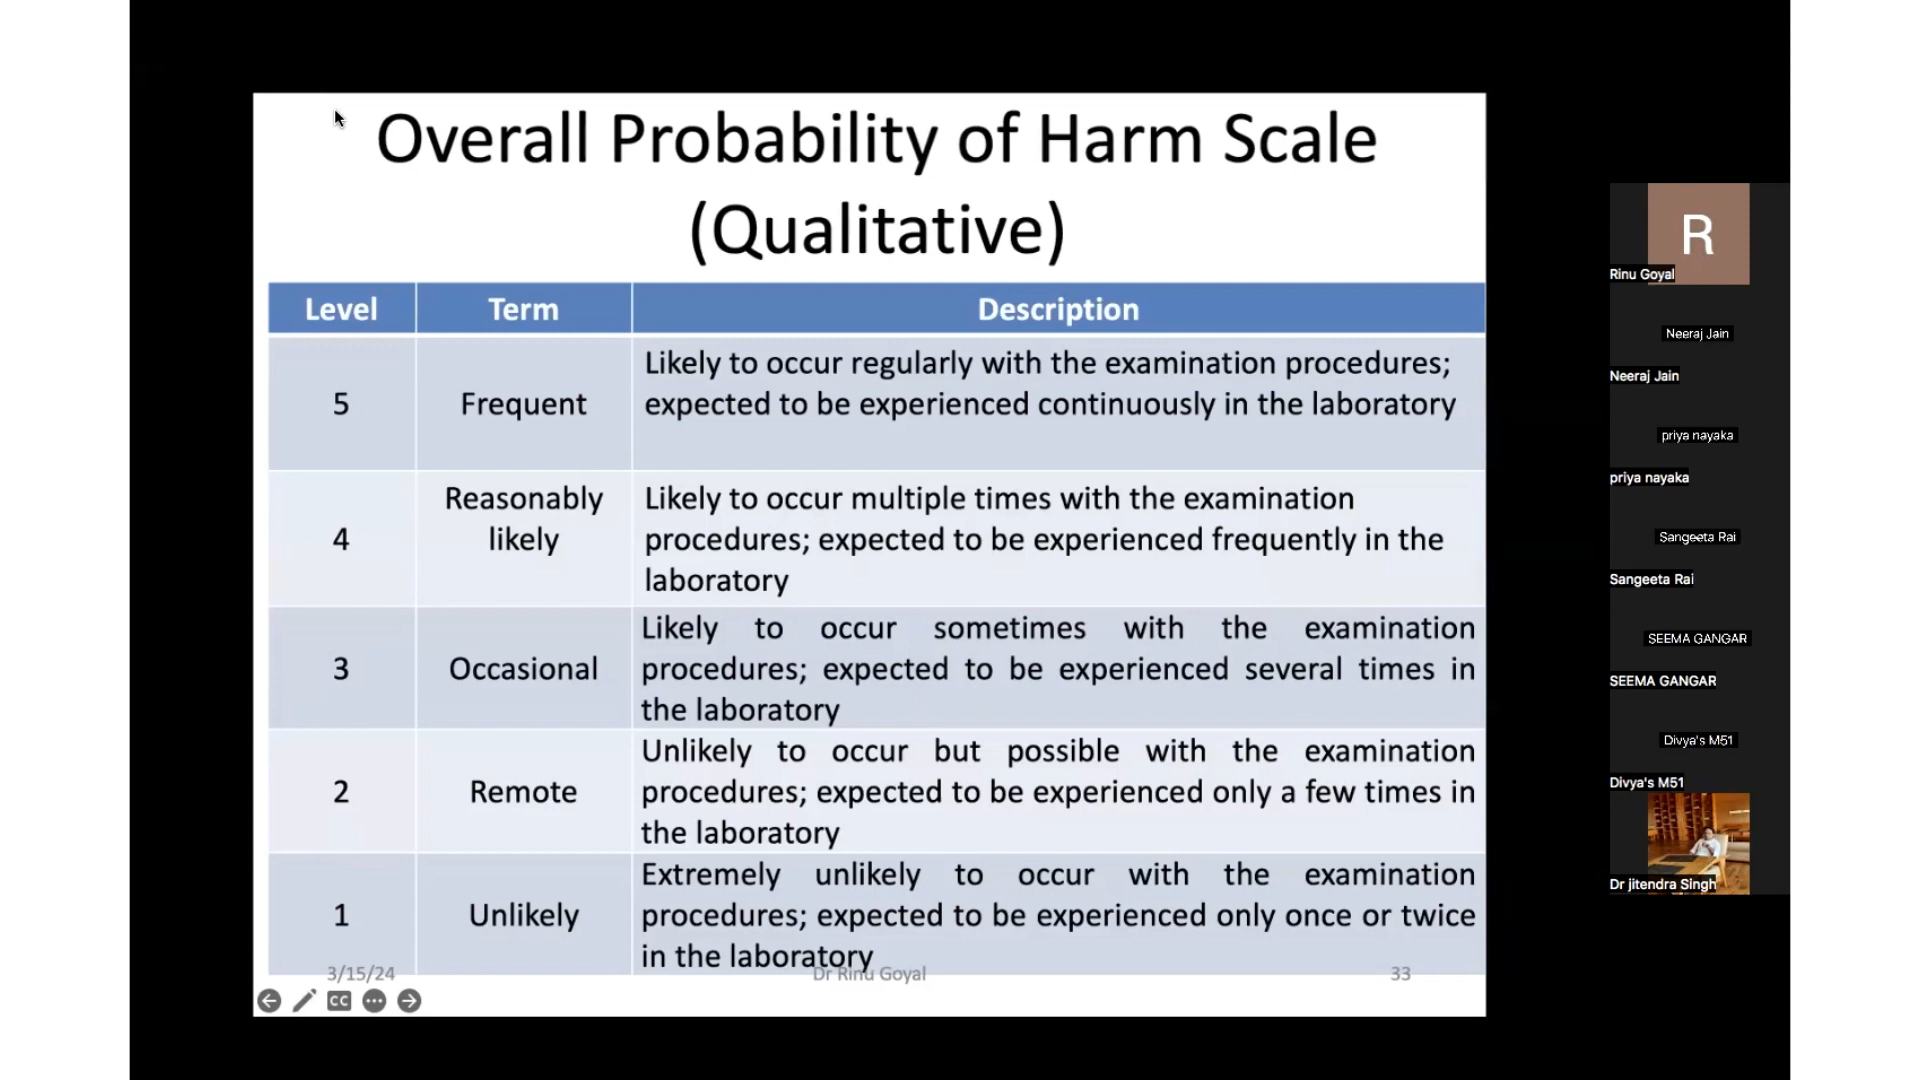 Overall Probability of Harm Scale
(Qualitative)
Level Term Description
5 Frequent
Likely to occur regularly with the examination procedures;
expected to be experienced continuously in the laboratory
4 Reasonably
likely
Likely to occur multiple times with the examination
procedures; expected to be experienced frequently in the
laboratory
3 Occasional
Likely to occur sometimes with the examination
procedures; expected to be experienced several times in
the laboratory
2 Remote
Unlikely to occur but possible with the examination
procedures; expected to be experienced only a few times in
the laboratory
1 Unlikely
Extremely unlikely to occur with the examination
procedures; expected to be experienced only once or twice
in the laboratory
3/15/24 Dr Rinu Goyal 33
CC
R
Rinu Goyal
Neeraj Jain
Neeraj Jain
priya nayaka
priya nayaka
Sangeeta Rai
Sangeeta Rai
SEEMA GANGAR
SEEMA GANGAR
Divya's M51
Divya's M51
Dr jitendra Singh